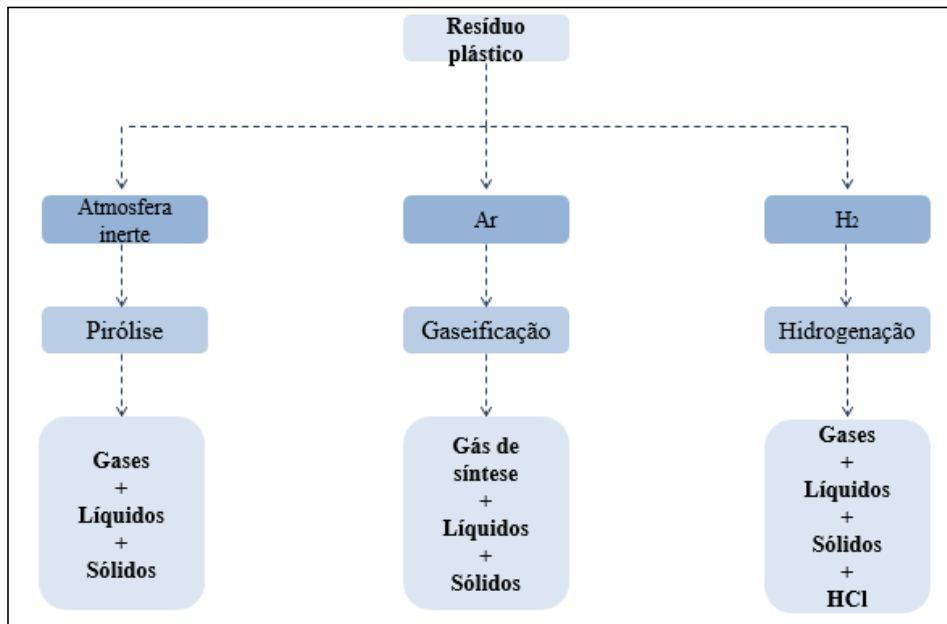 Resíduo
plástico
Atmosfera
inerte
Ar
H₂
Pirólise
Gaseificação
Hidrogenação
Gases
+
Líquidos
+
Sólidos
Gás de
síntese
+
Líquidos
+
Sólidos
Gases
+
Líquidos
+
Sólidos
+
HCl